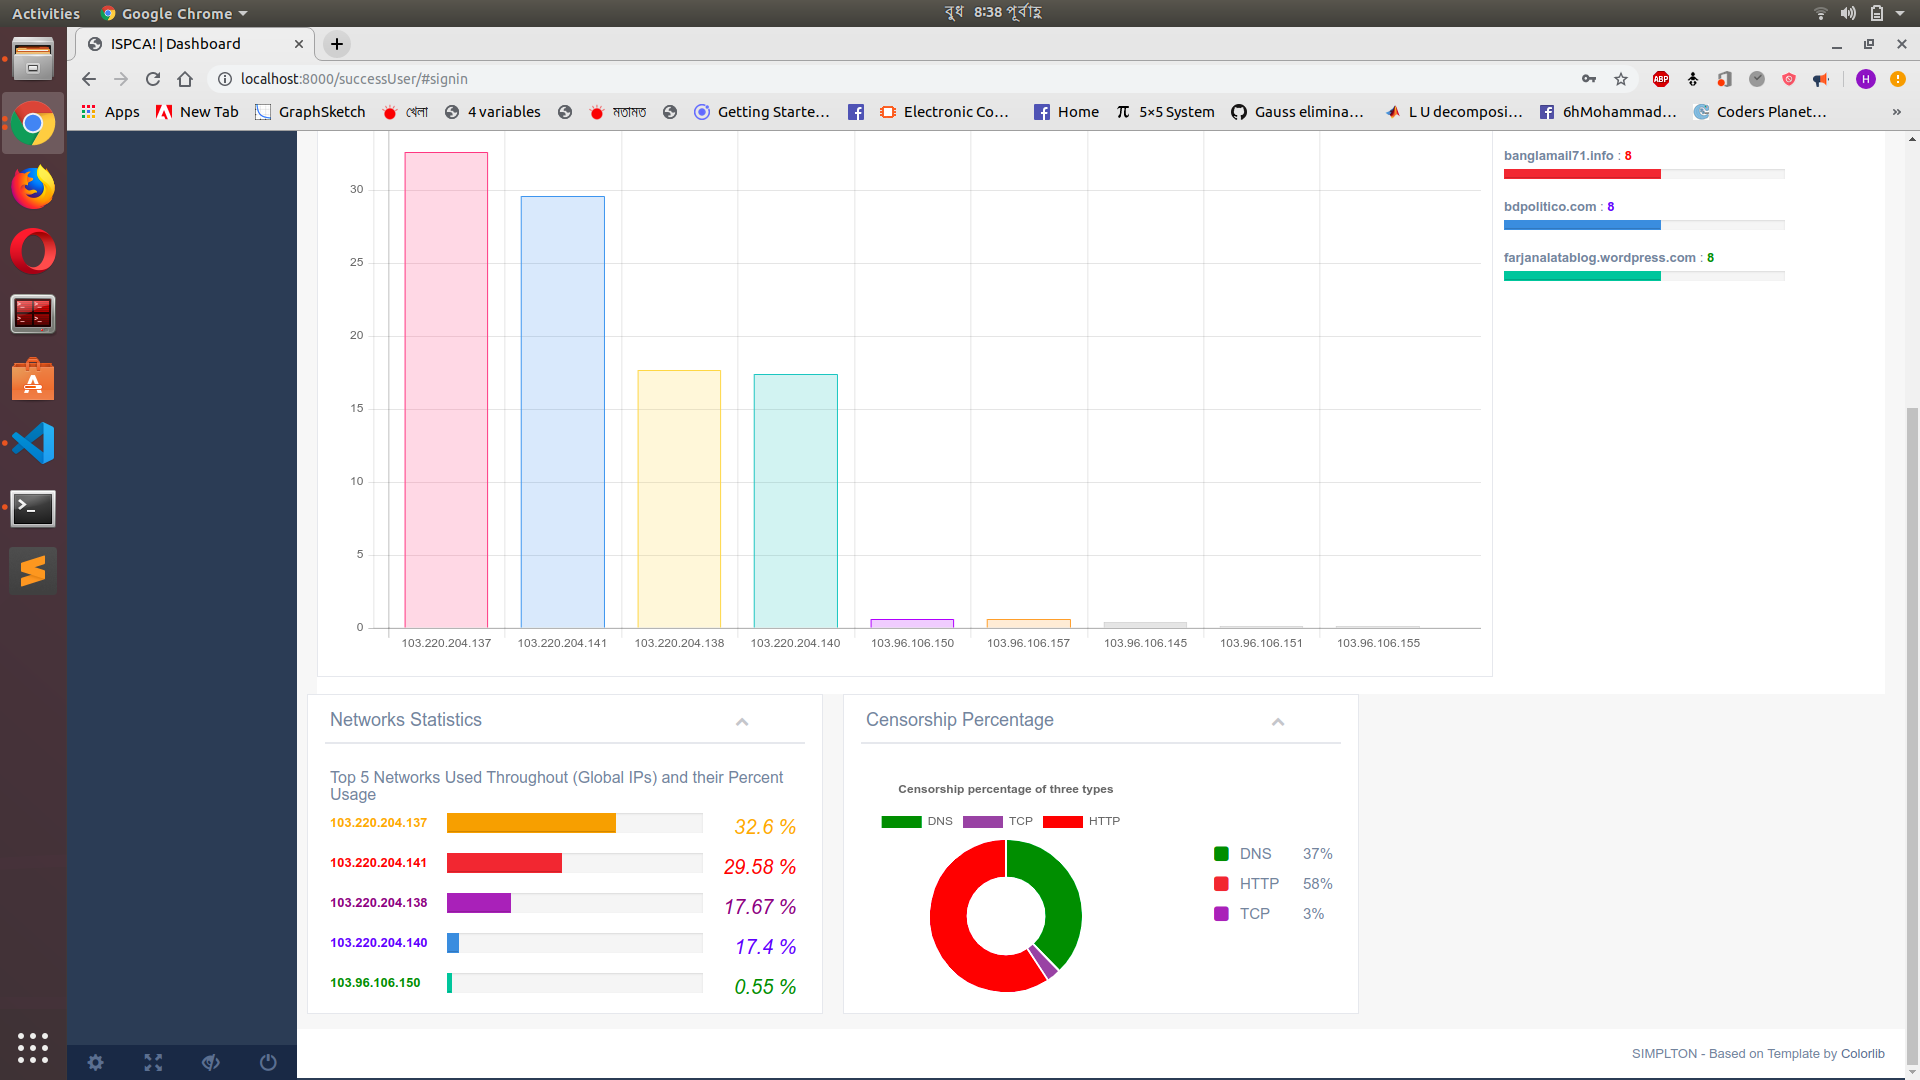 Activities Google Chrome বুধ ৪:38 পূর্বাহ্ণ
ISPCA! | Dashboard
localhost:8000/successUser/#signin
ABP H
Apps New Tab GraphSketch খেলা 4 variables মতামত Getting Starte... Electronic Co... Home 5×5 System Gauss elimina... L U decomposi... 6hMohammad... Coders Planet... »
banglamail71.info : 8
bdpolitico.com : 8
farjanalatablog.wordpress.com : 8
30
25
20
15
10
5
0
103.220.204.137 103.220.204.141 103.220.204.138 103.220.204.140 103.96.106.150 103.96.106.157 103.96.106.145 103.96.106.151 103.96.106.155
Networks Statistics
Top 5 Networks Used Throughout (Global IPs) and their Percent
Usage
103.220.204.137 32.6 %
103.220.204.141 29.58 %
103.220.204.138 17.67 %
103.220.204.140 17.4 %
103.96.106.150 0.55 %
Censorship Percentage
Censorship percentage of three types
DNS TCP HTTP
DNS 37%
HTTP 58%
TCP 3%
SIMPLTON - Based on Template by Colorlib